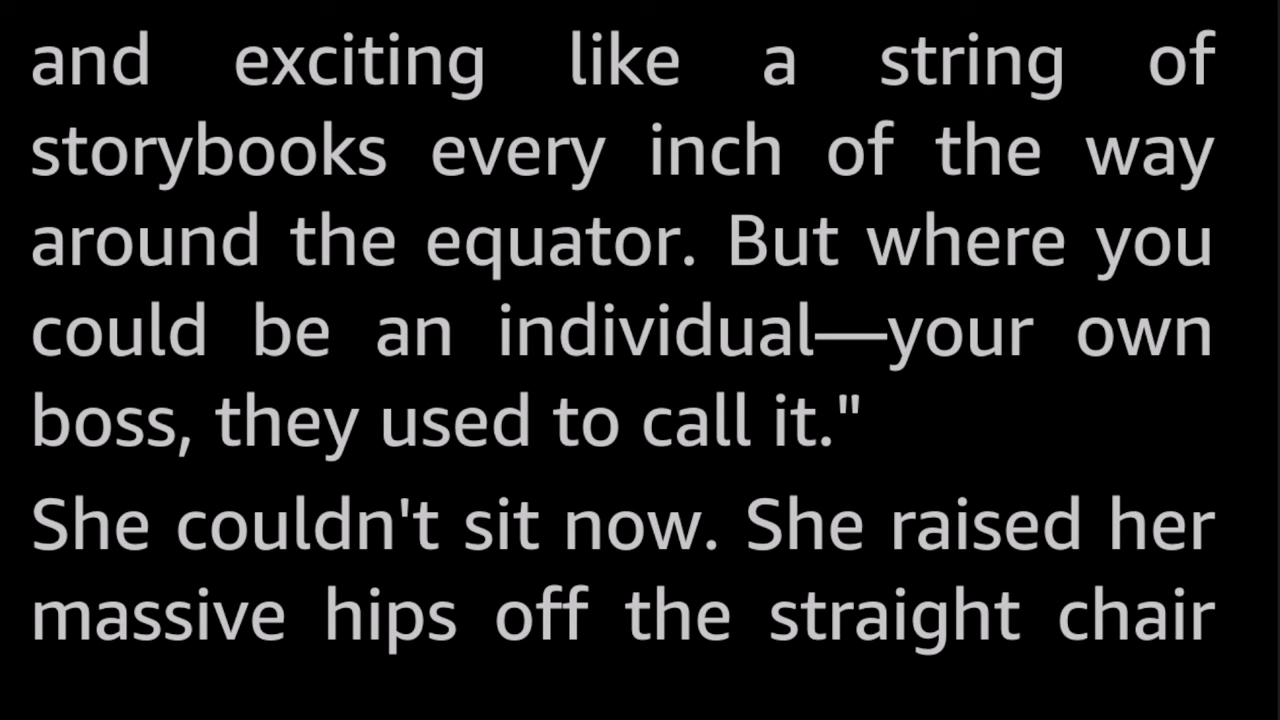 and exciting like a string of
storybooks every inch of the way
around the equator. But where you
could be an individual—your own
boss, they used to call it."
She couldn't sit now. She raised her
massive hips off the straight chair